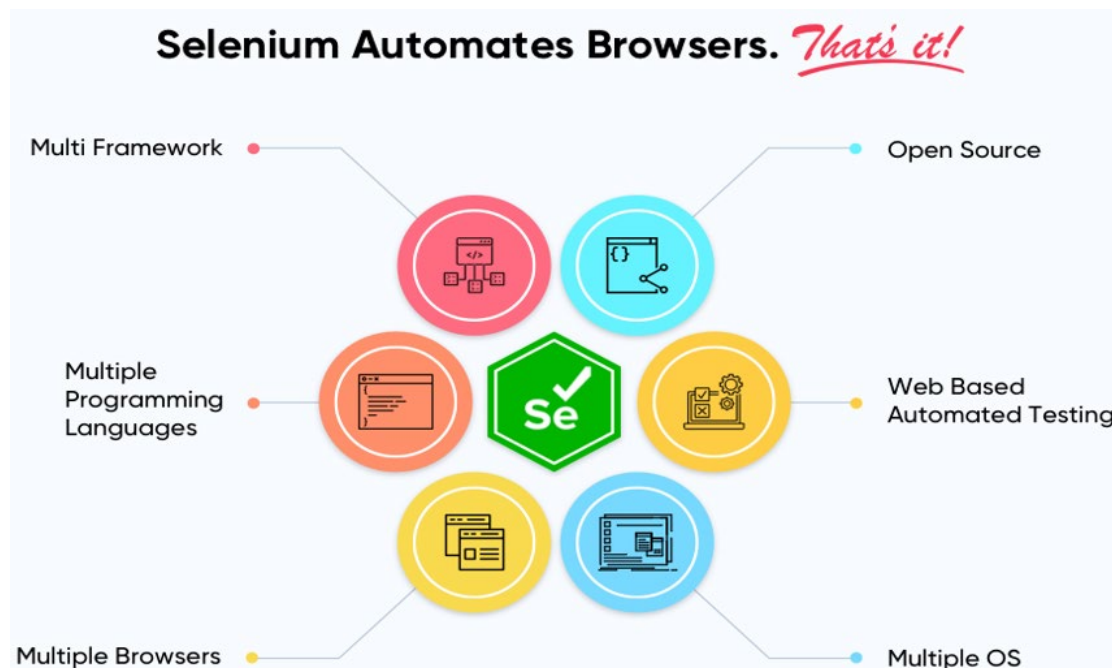 Selenium Automates Browsers. That's it!
Multi Framework
Open Source
</>
{}
Multiple
Programming
Languages
Se
Web Based
Automated Testing
Multiple Browsers
Multiple OS